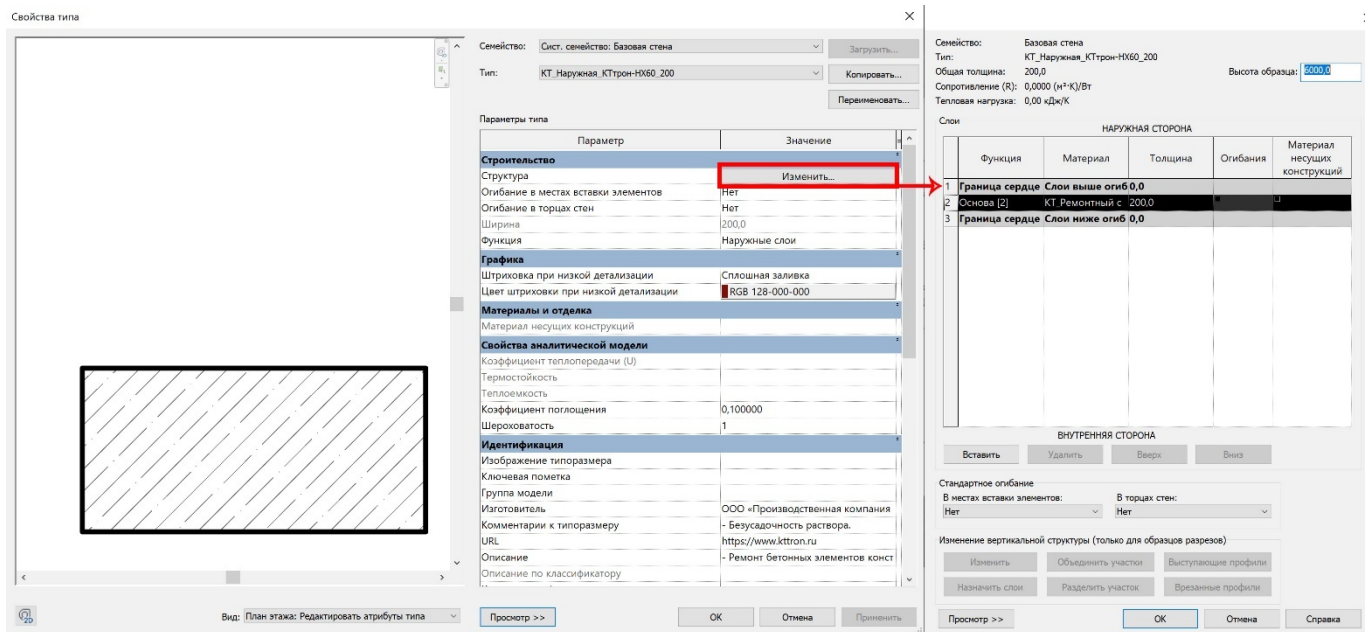 Свойства типа
Семейство: Сист. семейство: Базовая стена Загрузить...
Тип: КТ_Наружная_КТтрон-НХ60_200 Копировать...
Переименовать...
Параметры типа
Параметр Значение
Строительство
Структура Изменить...
Огибание в местах вставки элементов Нет
Огибание в торцах стен Нет
Ширина 200,0
Функция Наружные слои
Графика
Штриховка при низкой детализации Сплошная заливка
Цвет штриховки при низкой детализации RGB 128-000-000
Материалы и отделка
Материал несущих конструкций
Свойства аналитической модели
Коэффициент теплопередачи (U)
Термостойкость
Теплоемкость
Коэффициент поглощения 0,100000
Шероховатость 1
Идентификация
Изображение типоразмера
Ключевая пометка
Группа модели
Изготовитель ООО «Производственная компания
Комментарии к типоразмеру - Безусадочность раствора.
URL https://www.kttron.ru
Описание - Ремонт бетонных элементов конст
Описание по классификатору
2D
Вид: План этажа: Редактировать атрибуты типа
Просмотр >> ОК Отмена Применить
Семейство: Базовая стена
Тип: КТ_Наружная_КТтрон-НХ60_200
Общая толщина: 200,0 Высота образца: 6000,0
Сопротивление (R): 0,0000 (м²·К)/Вт
Тепловая нагрузка: 0,00 кДж/К
Слои
НАРУЖНАЯ СТОРОНА
Функция Материал Толщина Огибания Материал несущих конструкций
1 Граница сердце Слои выше огиб 0,0
2 Основа [2] КТ_Ремонтный с 200,0
3 Граница сердце Слои ниже огиб 0,0
ВНУТРЕННЯЯ СТОРОНА
Вставить Удалить Вверх Вниз
Стандартное огибание
В местах вставки элементов: В торцах стен:
Нет Нет
Изменение вертикальной структуры (только для образцов разрезов)
Изменить Объединить участки Выступающие профили
Назначить слои Разделить участок Врезанные профили
Просмотр >> ОК Отмена Справка